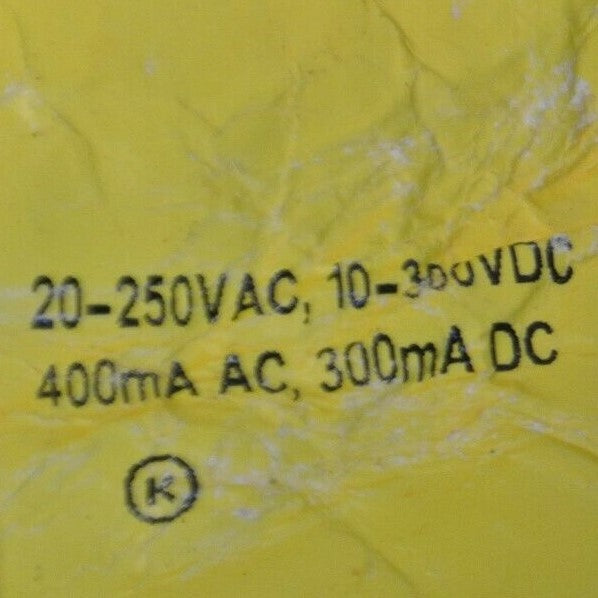 20-250VAC, 10-300VDC
400mA AC, 300mA DC
K